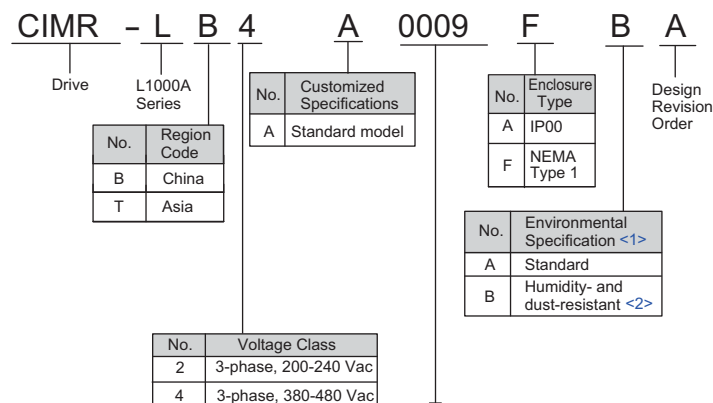 CIMR - L B 4 A 0009 F B A
Drive
L1000A
Series
Design
Revision
Order
No. Region
Code
B China
T Asia
No. Customized
Specifications
A Standard model
No. Enclosure
Type
A IP00
F NEMA
Type 1
No. Environmental
Specification <1>
A Standard
B Humidity- and
dust-resistant <2>
No. Voltage Class
2 3-phase, 200-240 Vac
4 3-phase, 380-480 Vac